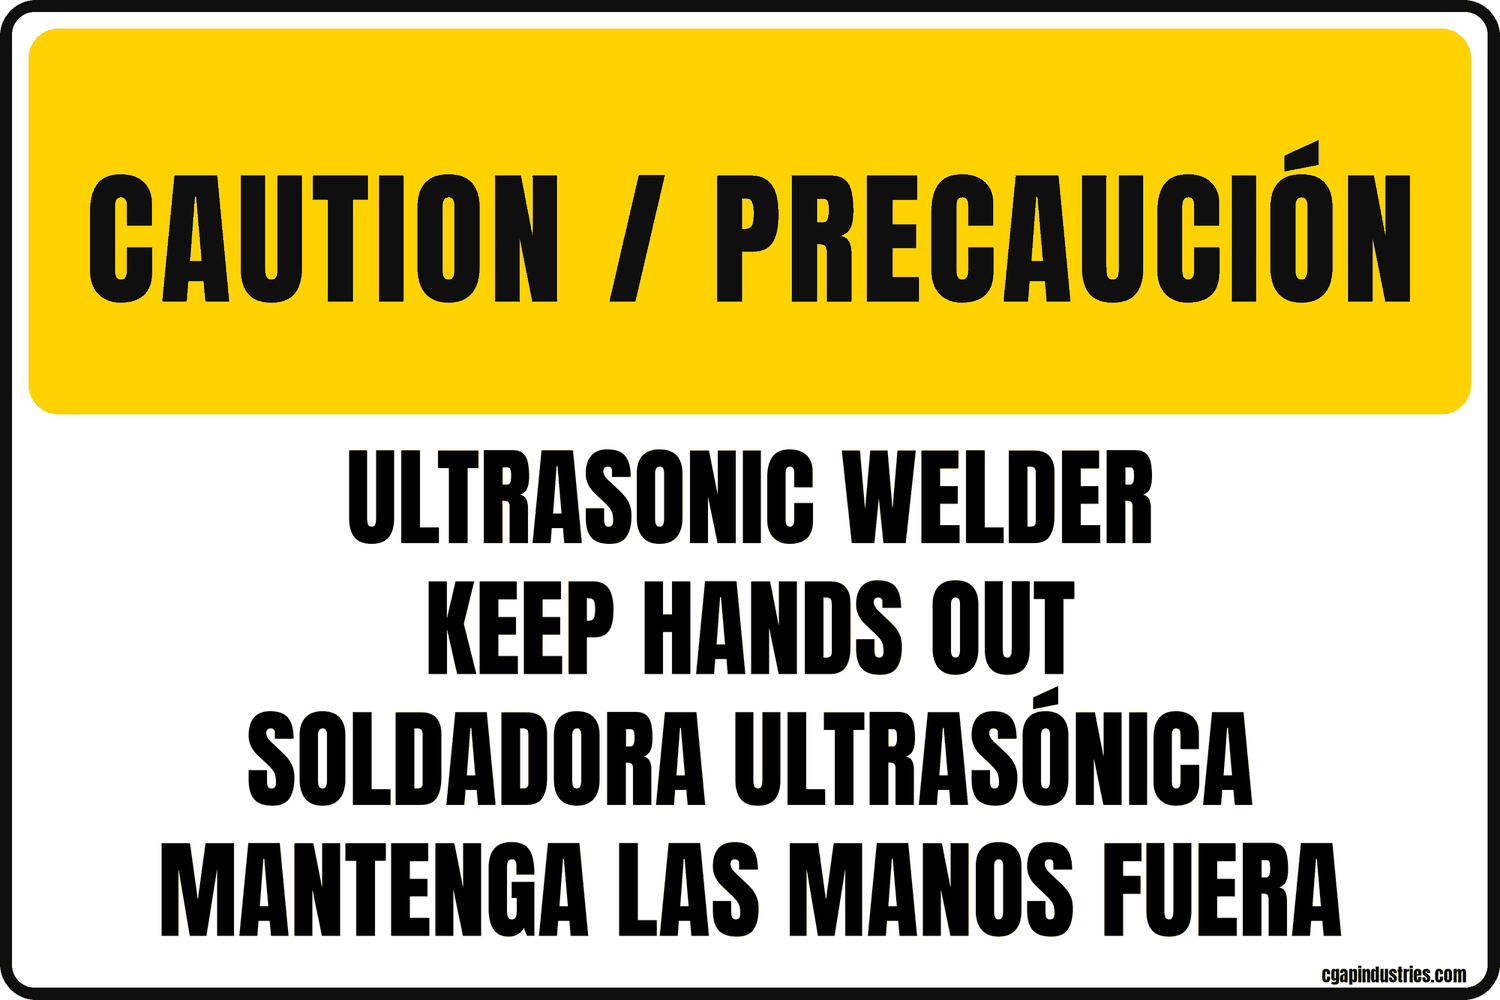 CAUTION / PRECAUCIÓN
ULTRASONIC WELDER
KEEP HANDS OUT
SOLDADORA ULTRASÓNICA
MANTENGA LAS MANOS FUERA
cgapindustries.com